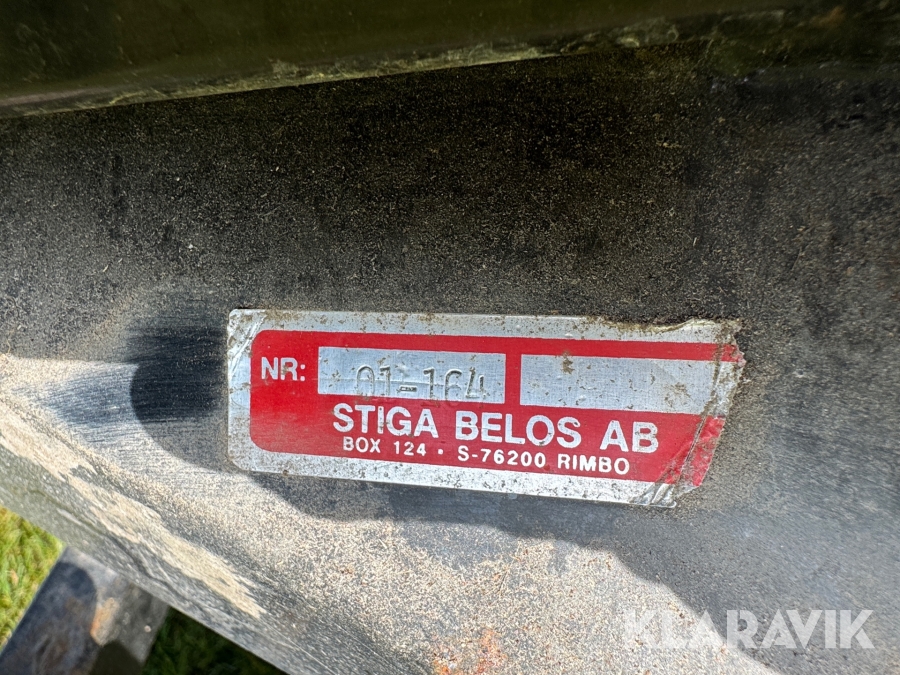 NR: 01-164
STIGA BELOS AB
BOX 124 • S-76200 RIMBO
KLARAVIK